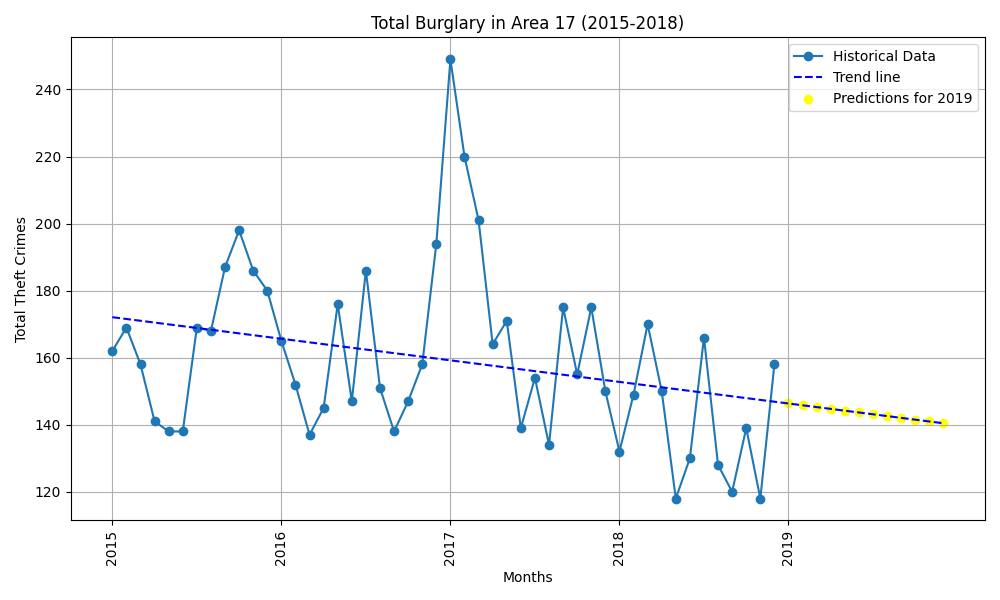 Total Burglary in Area 17 (2015-2018)
Historical Data
Trend line
Predictions for 2019
Total Theft Crimes
240
220
200
180
160
140
120
2015
2016
2017
2018
2019
Months